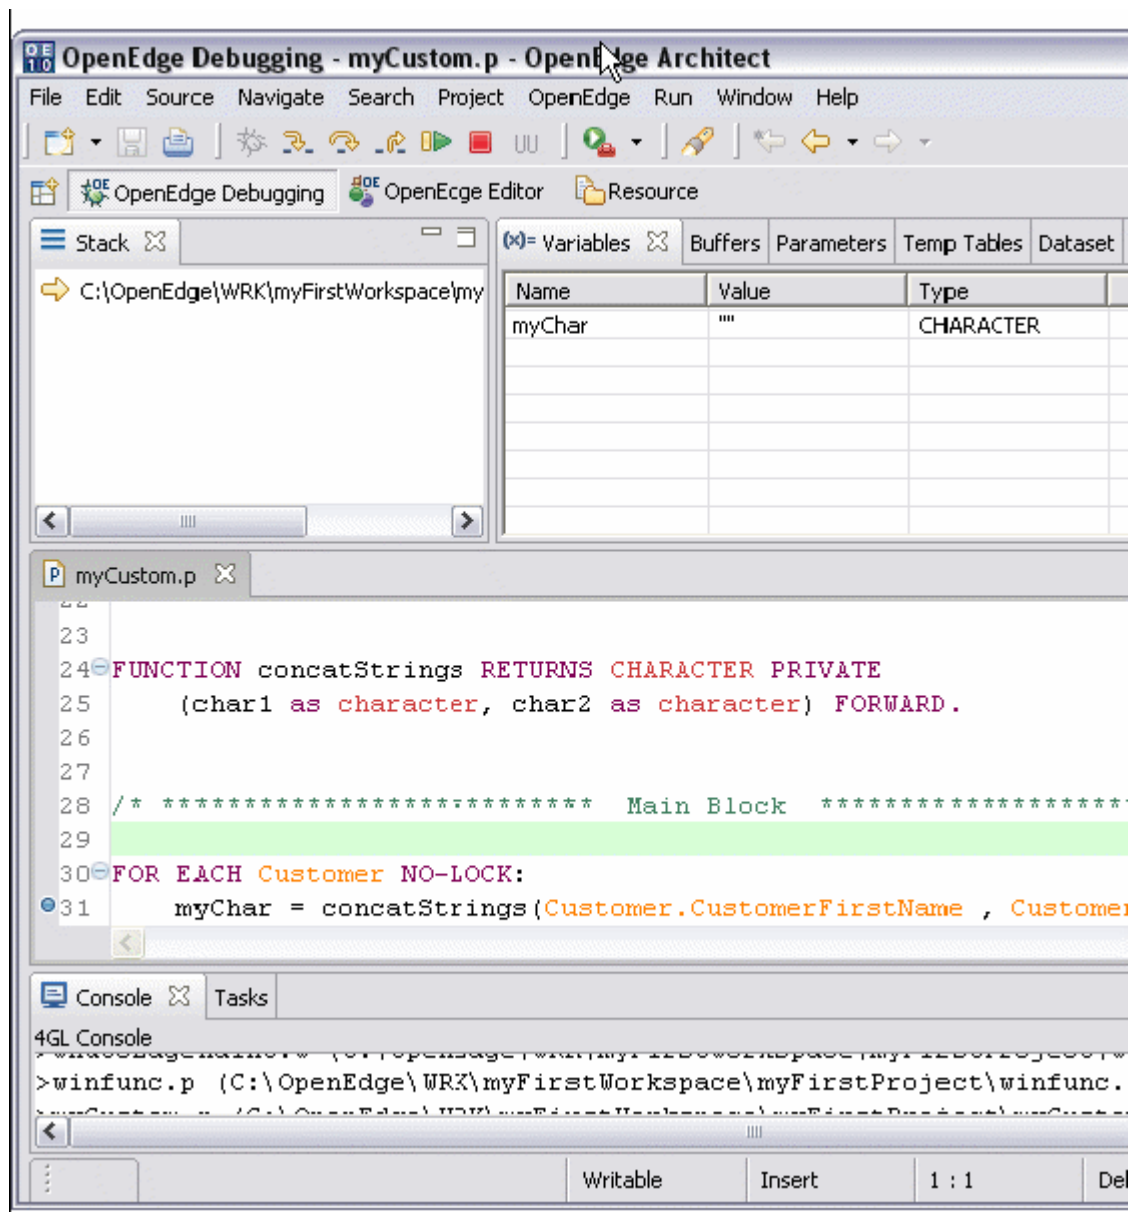 OpenEdge Debugging - myCustom.p - OpenEdge Architect
File Edit Source Navigate Search Project OpenEdge Run Window Help
OpenEdge Debugging OpenEcge Editor Resource
Stack
C:\OpenEdge\WRK\myFirstWorkspace\my
(x)= Variables Buffers Parameters Temp Tables Dataset
Name Value Type
myChar "" CHARACTER
myCustom.p
22
23
24 FUNCTION concatStrings RETURNS CHARACTER PRIVATE
25 (char1 as character, char2 as character) FORWARD.
26
27
28 /* *************************** Main Block *******************
29
30 FOR EACH Customer NO-LOCK:
31 myChar = concatStrings(Customer.CustomerFirstName , Customer
Console Tasks
4GL Console
>winfunc.p (C:\OpenEdge\WRK\myFirstWorkspace\myFirstProject\winfunc.
Writable Insert 1 : 1